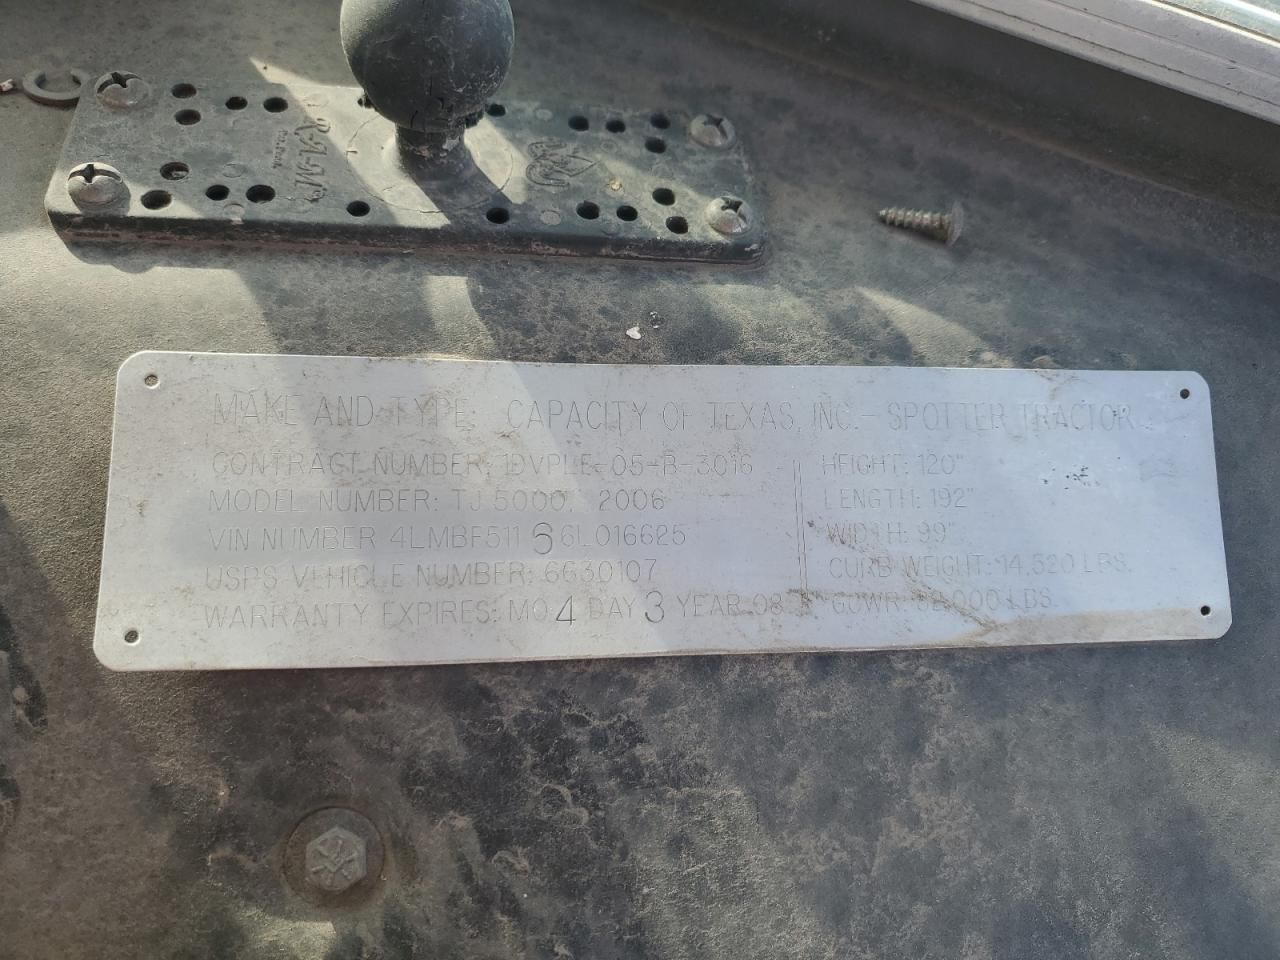 RAM
MAKE AND TYPE: CAPACITY OF TEXAS, INC.- SPOTTER TRACTOR
CONTRACT NUMBER: 1DVPLE-05-B-3016
MODEL NUMBER: TJ 5000, 2006
VIN NUMBER 4LMBF511 6 6L016625
USPS VEHICLE NUMBER: 6630107
WARRANTY EXPIRES: MO. 4 DAY 3 YEAR 08
HEIGHT: 120"
LENGTH: 192"
WIDTH: 99"
CURB WEIGHT: 14,520 LBS.
LBS.